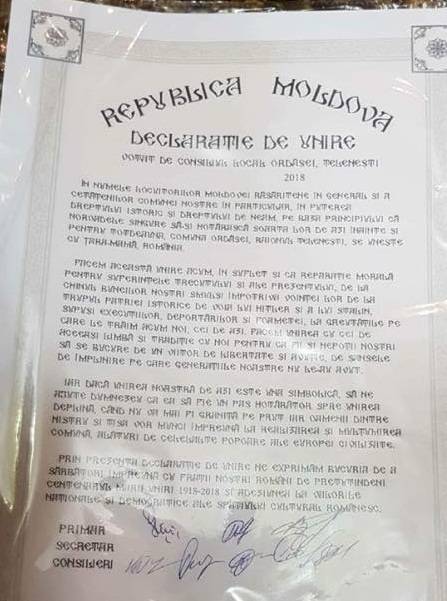 REPUBLICA MOLDOVA
DECLARAȚIE DE UNIRE
VOTAT DE CONSILIUL LOCAL ORDĂȘEI, TELENEȘTI
2018
ÎN NUMELE LOCUITORILOR MOLDOVEI RĂSĂRITENE ÎN GENERAL ȘI A
CETĂȚENILOR COMUNEI NOSTRE ÎN PARTICULAR, ÎN PUTEREA
DREPTULUI ISTORIC ȘI DREPTULUI DE NEAM, PE BAZA PRINCIPIULUI CĂ
NOROADELE SINGURE SĂ-ȘI HOTĂRASCĂ SOARTA LOR DE AZI ÎNAINTE ȘI
PENTRU TOTDEAUNA, COMUNA ORDĂȘEI, RAIONUL TELENEȘTI, SE UNEȘTE
CU ȚARA-MAMĂ, ROMÂNIA.
FACEM ACEASTĂ UNIRE ACUM, ÎN SUFLET ȘI CA REPARAȚIE MORALĂ
PENTRU SUFERINȚELE TRECUTULUI ȘI ALE PREZENTULUI, DE LA
CHINUL BUNEILOR NOSTRI SMULȘI ÎMPOTRIVA VOINȚEI LOR DE LA
TRUPUL PATRIEI ISTORICE DE VOIA LUI HITLER ȘI A LUI STALIN,
SUPUȘI EXECUȚIILOR, DEPORTĂRILOR ȘI FOAMETEI, LA GREUTĂȚILE PE
CARE LE TRĂIM ACUM NOI, CEI DE AZI. FACEM UNIREA CU CEI DE
ACEEAȘI LIMBĂ ȘI TRADIȚIE CU NOI PENTRU CA FII ȘI NEPOȚII NOSTRI
SĂ SE BUCURE DE UN VIITOR DE LIBERTATE ȘI AVUȚIE, DE ȘANSELE
DE ÎMPLINIRE PE CARE GENERAȚIILE NOASTRE NU LE-AU AVUT.
IAR DACĂ UNIREA NOASTRĂ DE AZI ESTE UNA SIMBOLICĂ, SĂ NE
AJUTE DUMNEZEU CA EA SĂ FIE UN PAS HOTĂRÂTOR SPRE UNIREA
DEPLINĂ, CÂND NU VA MAI FI GRANIȚĂ PE PRUT IAR OAMENII DINTRE
NISTRU ȘI TISA VOR MUNCI ÎMPREUNĂ LA REALIZAREA ȘI MULȚUMIREA
COMUNĂ, ALĂTURI DE CELELALTE POPOARE ALE EUROPEI CIVILIZATE.
PRIN PREZENTA DECLARAȚIE DE UNIRE NE EXPRIMĂM BUCURIA DE A
SĂRBĂTORI ÎMPREUNĂ CU FRAȚII NOȘTRI ROMÂNI DE PRETUTINDENI
CENTENARUL MARII UNIRI 1918-2018 ȘI ADEZIUNEA LA VALORILE
NAȚIONALE ȘI DEMOCRATICE ALE SPAȚIULUI CULTURAL ROMÂNESC.
PRIMAR
SECRETAR
CONSILIERI